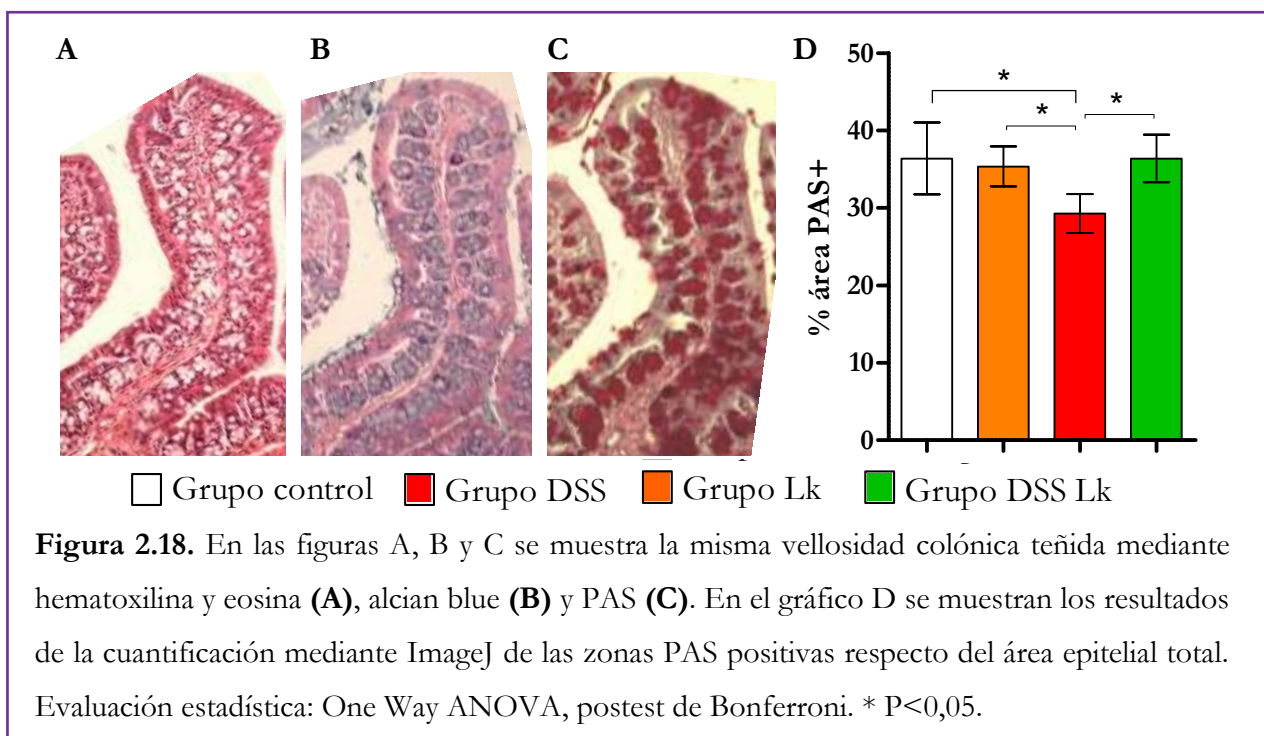 A B C D
50
40
30
20
10
0
% área PAS+
* * *
Grupo control Grupo DSS Grupo Lk Grupo DSS Lk
Figura 2.18. En las figuras A, B y C se muestra la misma vellosidad colónica teñida mediante
hematoxilina y eosina (A), alcian blue (B) y PAS (C). En el gráfico D se muestran los resultados
de la cuantificación mediante ImageJ de las zonas PAS positivas respecto del área epitelial total.
Evaluación estadística: One Way ANOVA, postest de Bonferroni. * P<0,05.